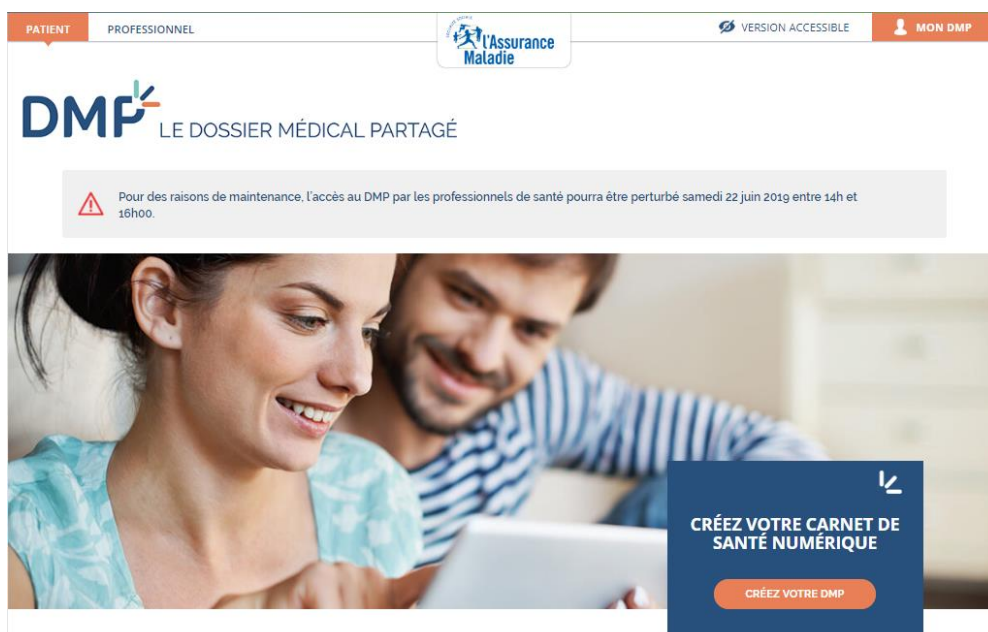 PATIENT
PROFESSIONNEL
l'Assurance
Maladie
VERSION ACCESSIBLE
MON DMP
DMP LE DOSSIER MÉDICAL PARTAGÉ
Pour des raisons de maintenance, l'accès au DMP par les professionnels de santé pourra être perturbé samedi 22 juin 2019 entre 14h et
16h00.
CRÉEZ VOTRE CARNET DE
SANTÉ NUMÉRIQUE
CRÉEZ VOTRE DMP